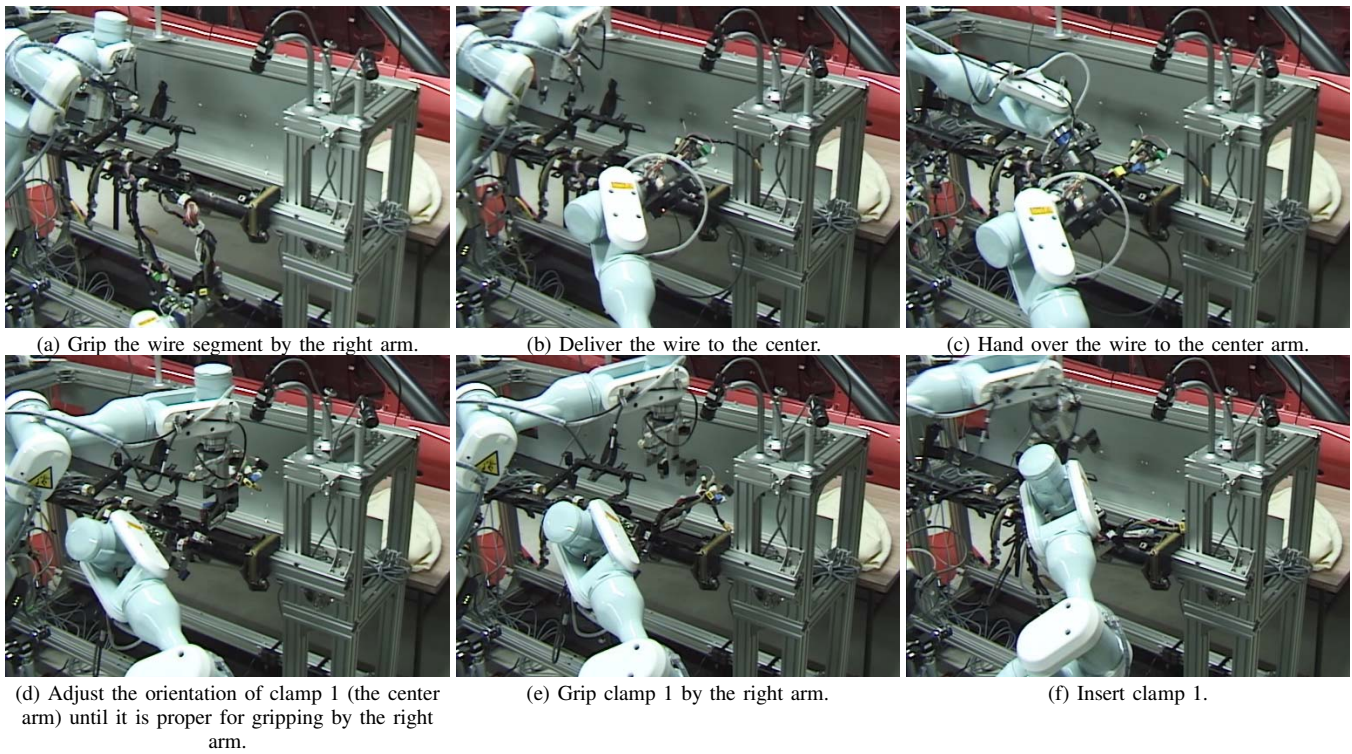 (a) Grip the wire segment by the right arm.
(b) Deliver the wire to the center.
(c) Hand over the wire to the center arm.
(d) Adjust the orientation of clamp 1 (the center
arm) until it is proper for gripping by the right
arm.
(e) Grip clamp 1 by the right arm.
(f) Insert clamp 1.